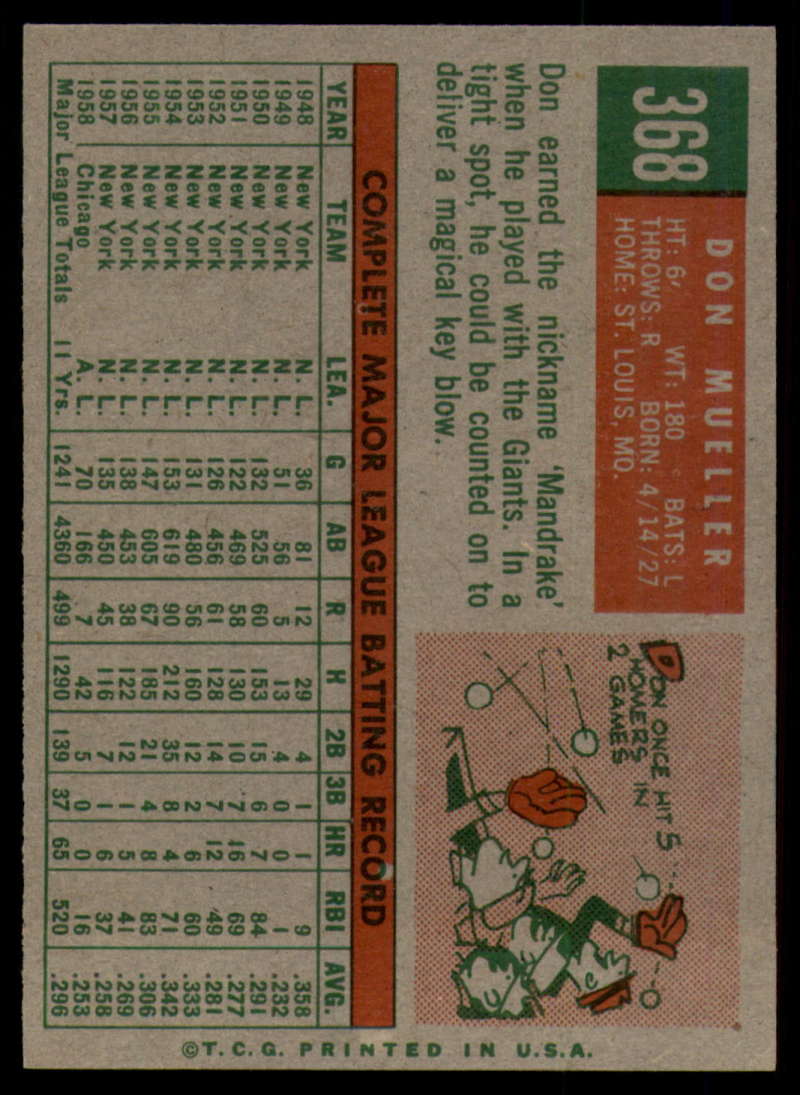 368
DON MUELLER
HT: 6' WT: 180 BATS: L
THROWS: R BORN: 4/14/27
HOME: ST. LOUIS, MO.
Don earned the nickname 'Mandrake'
when he played with the Giants. In a
tight spot, he could be counted on to
deliver a magical key blow.
DON ONCE HIT 5
HOMERS IN
2 GAMES
COMPLETE MAJOR LEAGUE BATTING RECORD
YEAR TEAM LEA. G AB R H 2B 3B HR RBI AVG.
1948 New York N. L. 36 81 12 29 4 1 1 9 .358
1949 New York N. L. 51 56 5 13 4 0 0 1 .232
1950 New York N. L. 132 525 60 153 15 6 7 84 .291
1951 New York N. L. 122 469 58 130 10 7 16 69 .277
1952 New York N. L. 126 456 61 128 14 7 12 49 .281
1953 New York N. L. 131 480 56 160 12 2 6 60 .333
1954 New York N. L. 153 619 90 212 35 8 4 71 .342
1955 New York N. L. 147 605 67 185 21 4 8 83 .306
1956 New York N. L. 138 453 38 122 12 1 5 41 .269
1957 New York N. L. 135 450 45 116 7 1 6 37 .258
1958 Chicago A. L. 70 166 7 42 5 0 0 16 .253
Major League Totals 11 Yrs. 1241 4360 499 1290 139 37 65 520 .296
©T.C.G. PRINTED IN U.S.A.